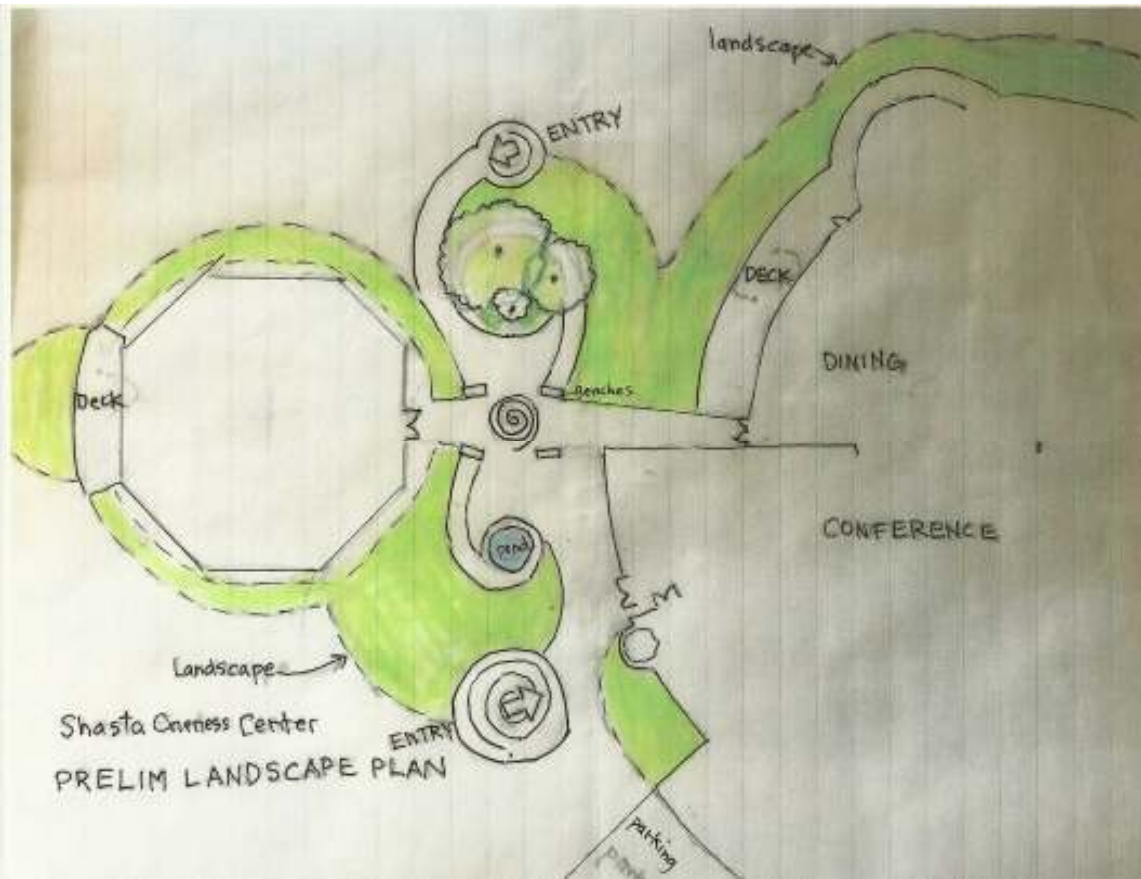 landscape
ENTRY
DECK
DINING
Deck
Benches
pond
CONFERENCE
Landscape
Shasta Oneness Center
ENTRY
PRELIM LANDSCAPE PLAN
parking